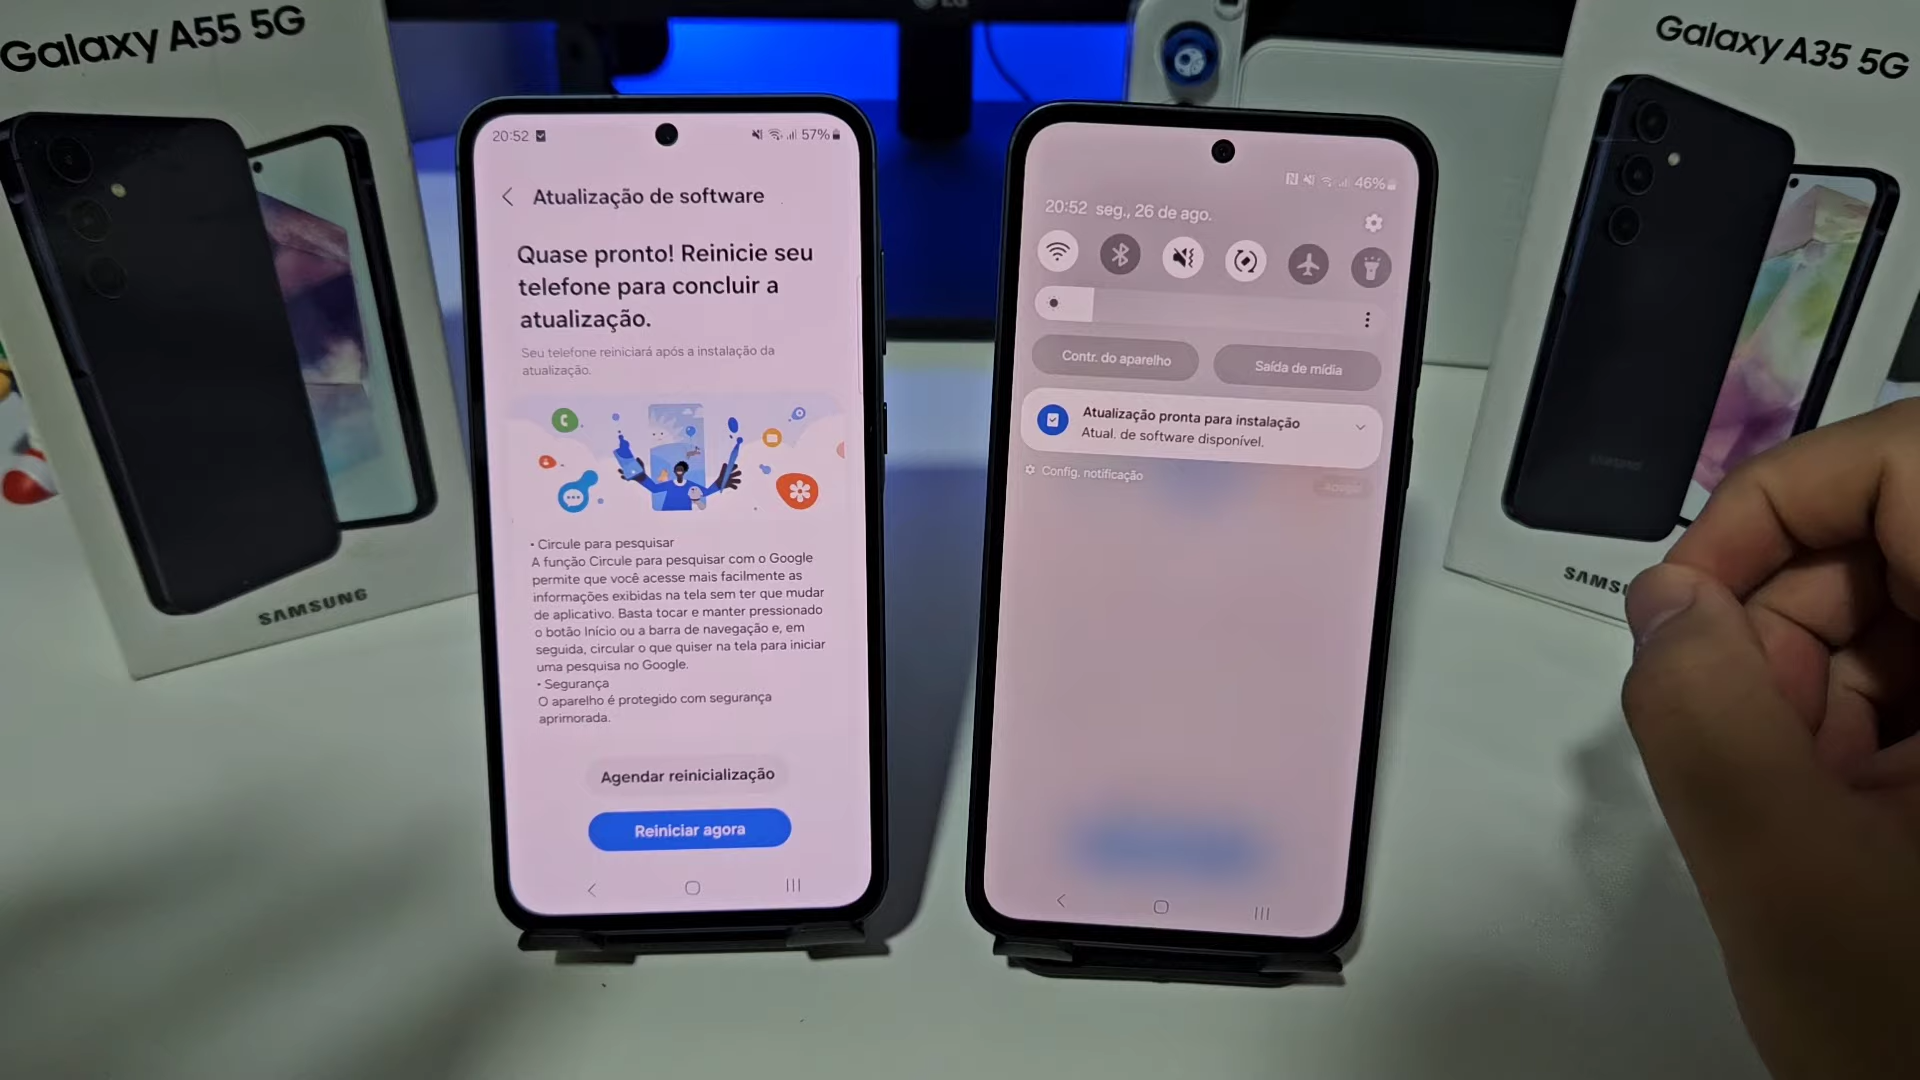 Galaxy A55 5G
SAMSUNG
20:52
57%
Atualização de software
Quase pronto! Reinicie seu
telefone para concluir a
atualização.
Seu telefone reiniciará após a instalação da
atualização.
• Circule para pesquisar
A função Circule para pesquisar com o Google
permite que você acesse mais facilmente as
informações exibidas na tela sem ter que mudar
de aplicativo. Basta tocar e manter pressionado
o botão Início ou a barra de navegação e, em
seguida, circular o que quiser na tela para iniciar
uma pesquisa no Google.
• Segurança
O aparelho é protegido com segurança
aprimorada.
Agendar reinicialização
Reiniciar agora
LG
46%
20:52 seg., 26 de ago.
Contr. do aparelho
Saída de mídia
Atualização pronta para instalação
Atual. de software disponível.
Config. notificação
Apagar
Galaxy A35 5G